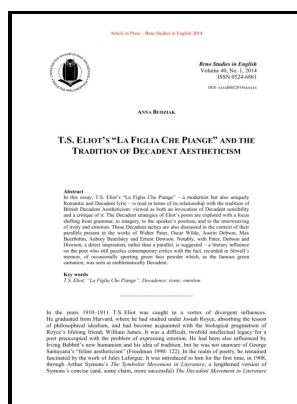 Article in Press – Brno Studies in English 2014
Brno Studies in English
Volume 40, No. 1, 2014
ISSN 0524-6881
DOI:
ANNA BUDZIAK
T.S. ELIOT'S “LA FIGLIA CHE PIANGE” AND THE
TRADITION OF DECADENT AESTHETICISM
Abstract
In this essay, T.S. Eliot's “La Figlia Che Piange” – a modernist but also uniquely
Romantic and Decadent lyric – is read in terms of its relationship with the tradition of
British Decadent Aestheticism: viewed as both an invocation of Decadent sensibility
and a critique of it. The Decadent strategies of Eliot's poem are explored with a focus
shifting from grammar, to imagery, to the speaker's position, and to the interweaving
of irony and emotion. These Decadent tactics are also discussed in the context of their
parallels present in the works of Walter Pater, Oscar Wilde, Austin Dobson, Max
Beerbohm, Aubrey Beardsley and Ernest Dowson. Notably, with Pater, Dobson and
Dowson, a direct inspiration, rather than a parallel, is suggested – a literary influence
on the poet who still puzzles contemporary critics with the fact, recorded in Sitwell's
memoir, of occasionally sporting green face powder which, as the famous green
carnation, was seen as emblematically Decadent.
Key words
T.S. Eliot; “La Figlia Che Piange”; Decadence; irony; emotion
In the years 1910–1911 T.S. Eliot was caught in a vortex of divergent influences.
He graduated from Harvard, where he had studied under Josiah Royce, absorbing the lesson
of philosophical idealism, and had become acquainted with the biological pragmatism of
Royce's lifelong friend, William James. It was a difficult, twofold intellectual legacy for a
poet preoccupied with the problem of expressing emotion. He had also been influenced by
Irving Babbitt's new humanism and his idea of tradition, but he was not unaware of George
Santayana's “feline aestheticism” (Freedman 1990: 122). In the realm of poetry, he remained
fascinated by the work of Jules Laforgue. It was introduced to him for the first time, in 1908,
through Arthur Symons's The Symbolist Movement in Literature, a lengthened version of
Symons's concise (and, some claim, more successful) The Decadent Movement in Literature